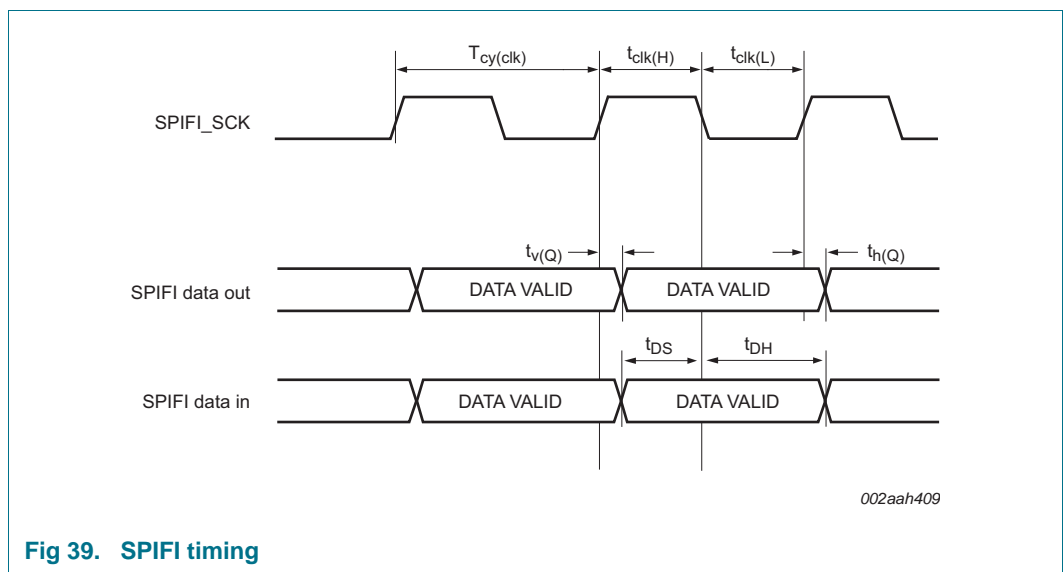 Tcy(clk) tclk(H) tclk(L)
SPIFI_SCK
tv(Q) th(Q)
SPIFI data out DATA VALID DATA VALID
tDS tDH
SPIFI data in DATA VALID DATA VALID
002aah409
Fig 39. SPIFI timing